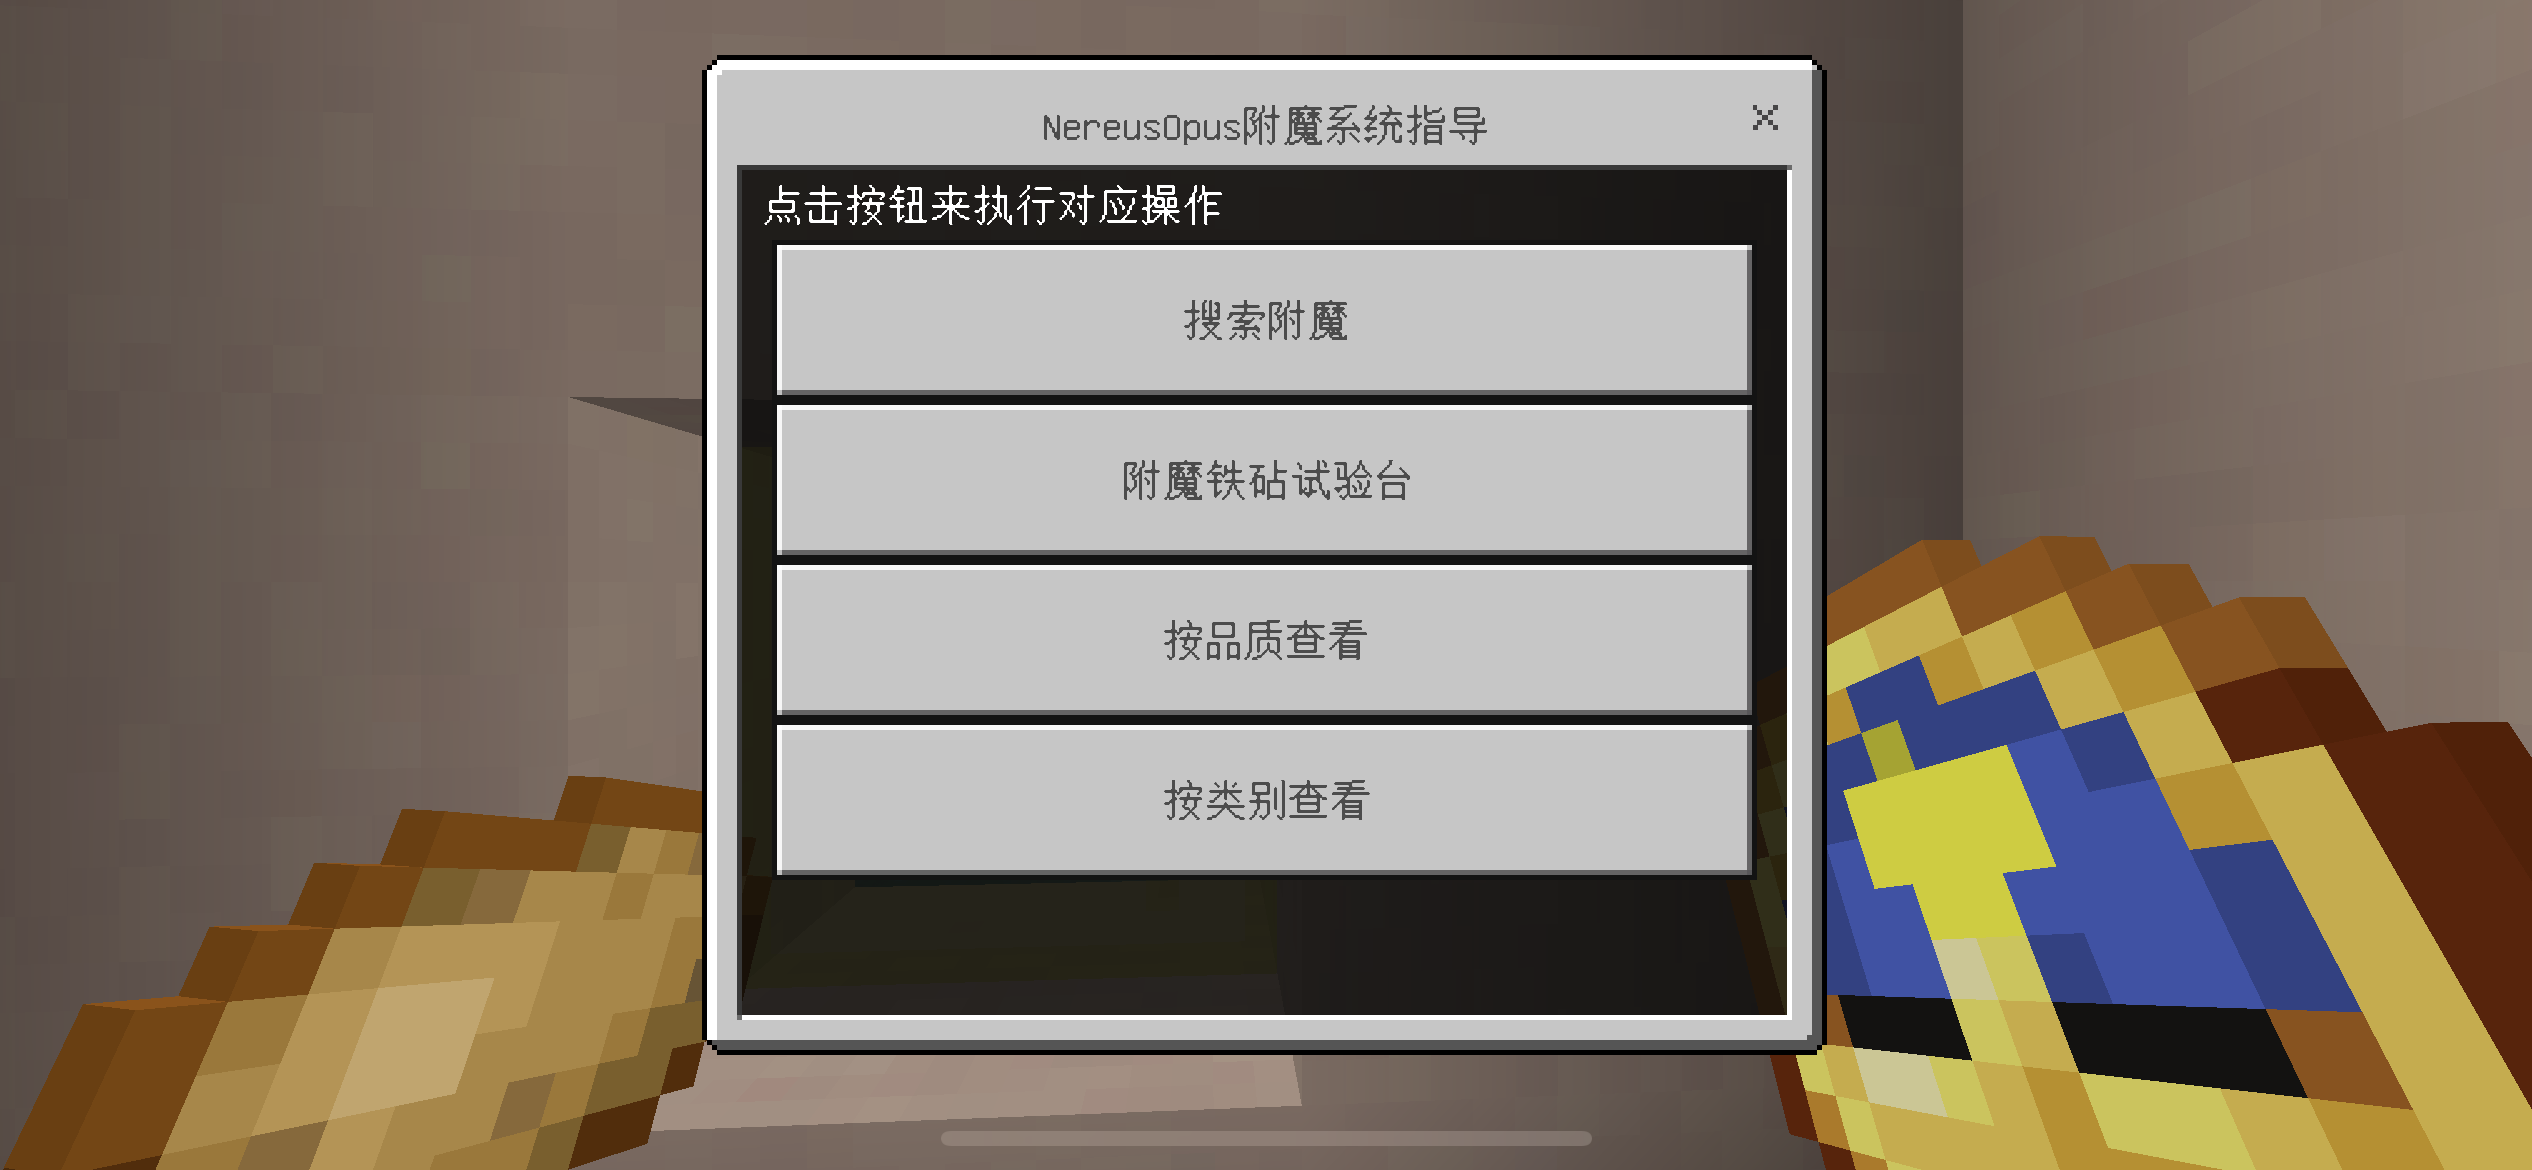 NereusOpus附魔系统指导
点击按钮来执行对应操作
搜索附魔
附魔铁砧试验台
按品质查看
按类别查看